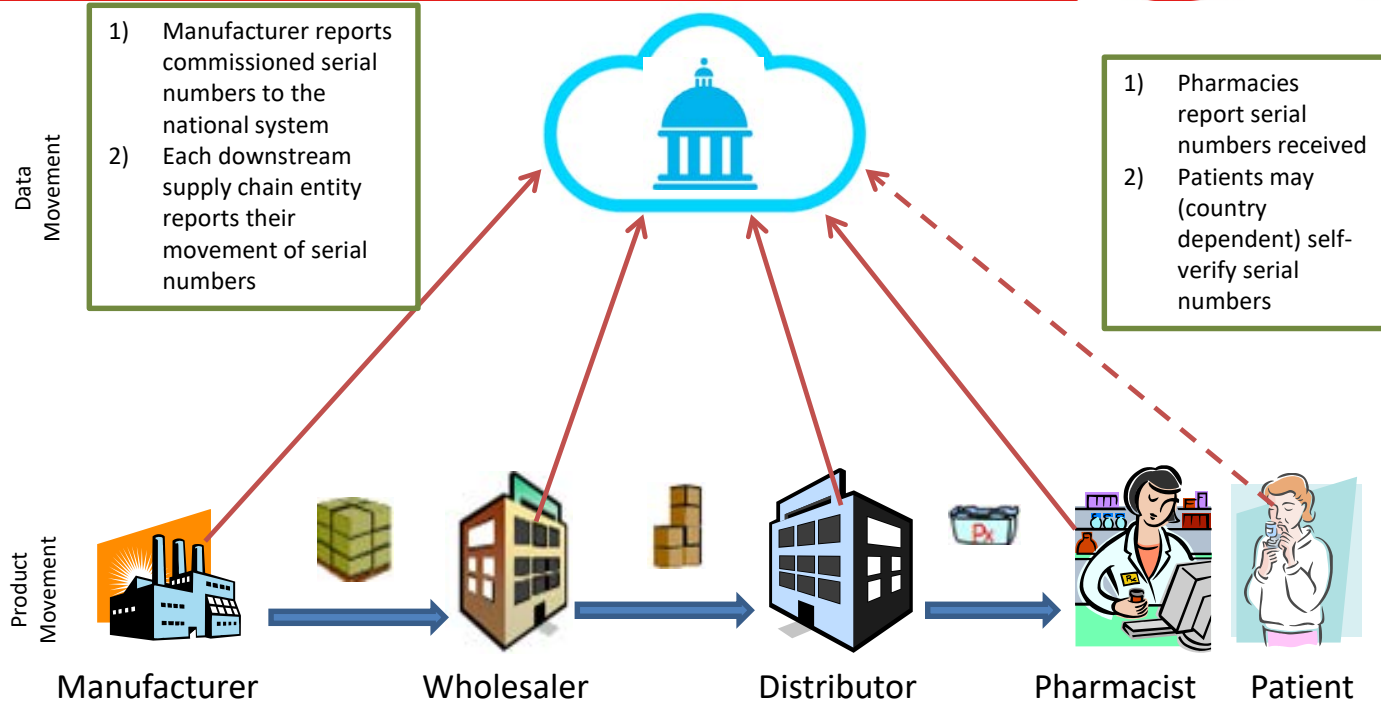 1) Manufacturer reports
commissioned serial
numbers to the
national system
2) Each downstream
supply chain entity
reports their
movement of serial
numbers
1) Pharmacies
report serial
numbers received
2) Patients may
(country
dependent) self-
verify serial
numbers
Data
Movement
Product
Movement
Px
Rx
Manufacturer
Wholesaler
Distributor
Pharmacist
Patient